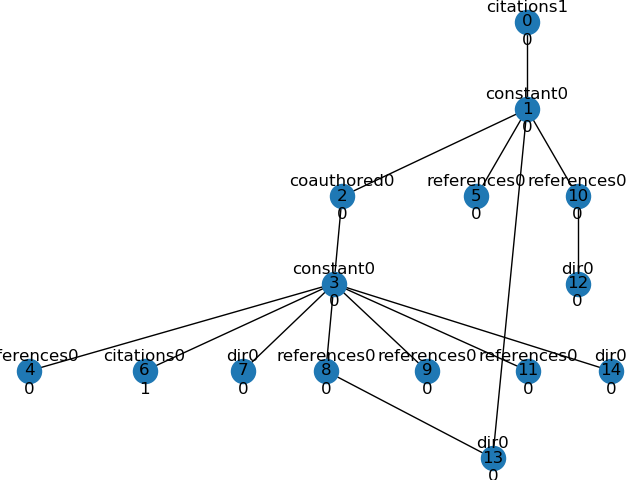 citations1
0
0
constant0
1
0
coauthored0 references0 references0
2 5 10
0 0 0
constant0 dir0
3 12
0 0
ferences0 citations0 dir0 references0 references0 references0 dir0
4 6 7 8 9 11 14
0 1 0 0 0 0 0
dir0
13
0